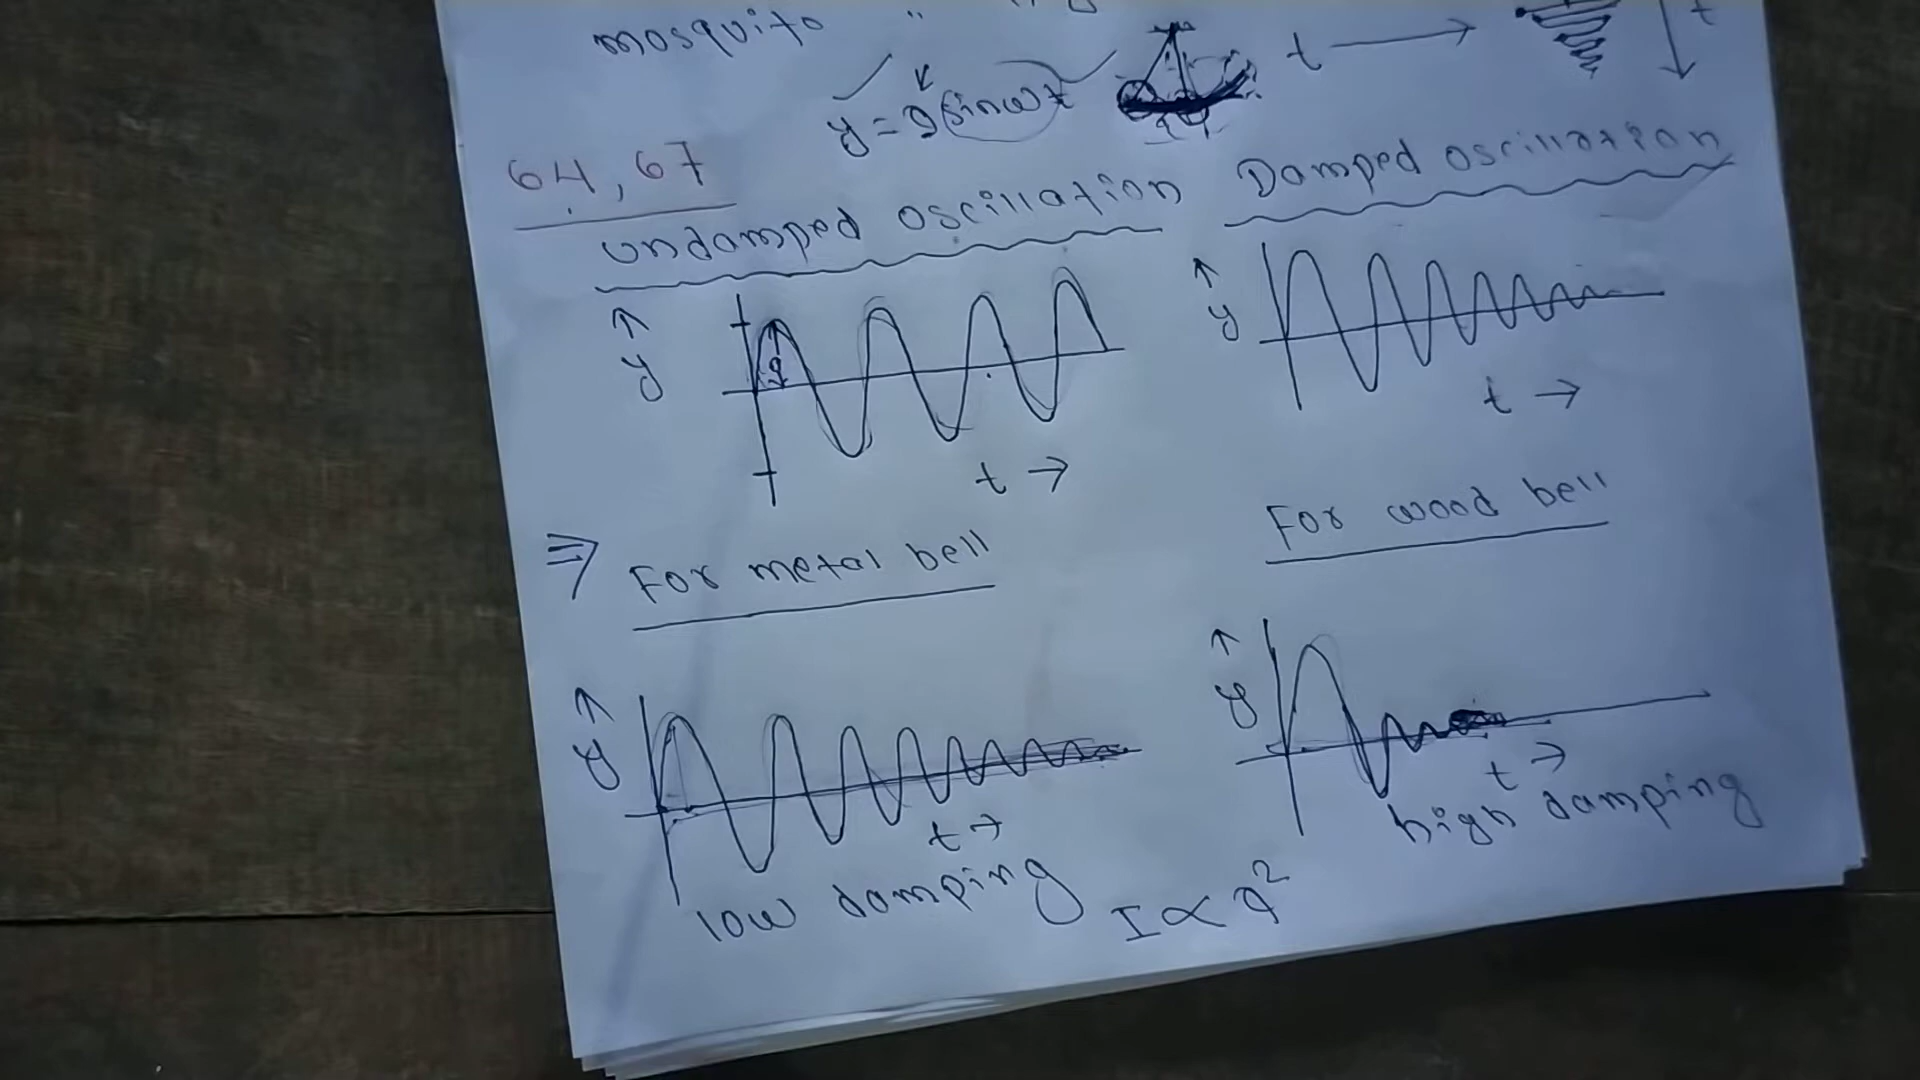 mosquito "
y = a sinωt
t →
t
64, 67
undamped oscillation
Damped oscillation
y ↑
a
t →
y ↑
t →
⇒ For metal bell
For wood bell
y ↑
t →
low damping
y ↑
t →
high damping
I ∝ a²